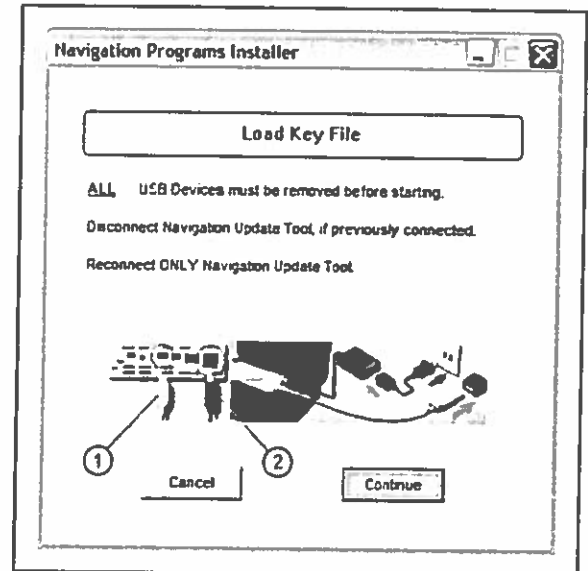 Navigation Programs Installer
Load Key File
ALL USB Devices must be removed before starting.
Disconnect Navigation Update Tool, if previously connected.
Reconnect ONLY Navigation Update Tool.
1
2
Cancel
Continue